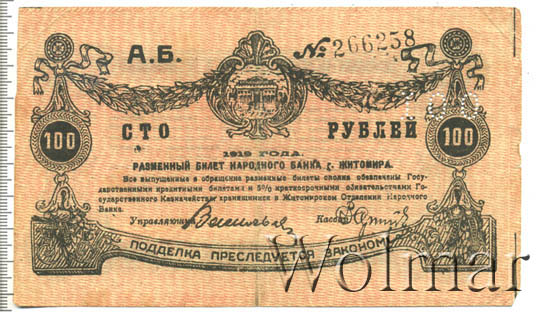 А.Б. № 266258
100 СТО РУБЛЕЙ 100
1919 ГОДА.
РАЗМЕННЫЙ БИЛЕТ НАРОДНОГО БАНКА г. ЖИТОМИРА.
Все выпущенные в обращение разменные билеты сполна обеспечены Госу-
дарственными кредитными билетами и 5% краткосрочными обязательствами Го-
сударственного Казначейства хранящимися в Житомирском Отделении Народного
Банка.
Управляющий Кассир
ПОДДЕЛКА ПРЕСЛЕДУЕТСЯ ЗАКОНОМ
Wolmar